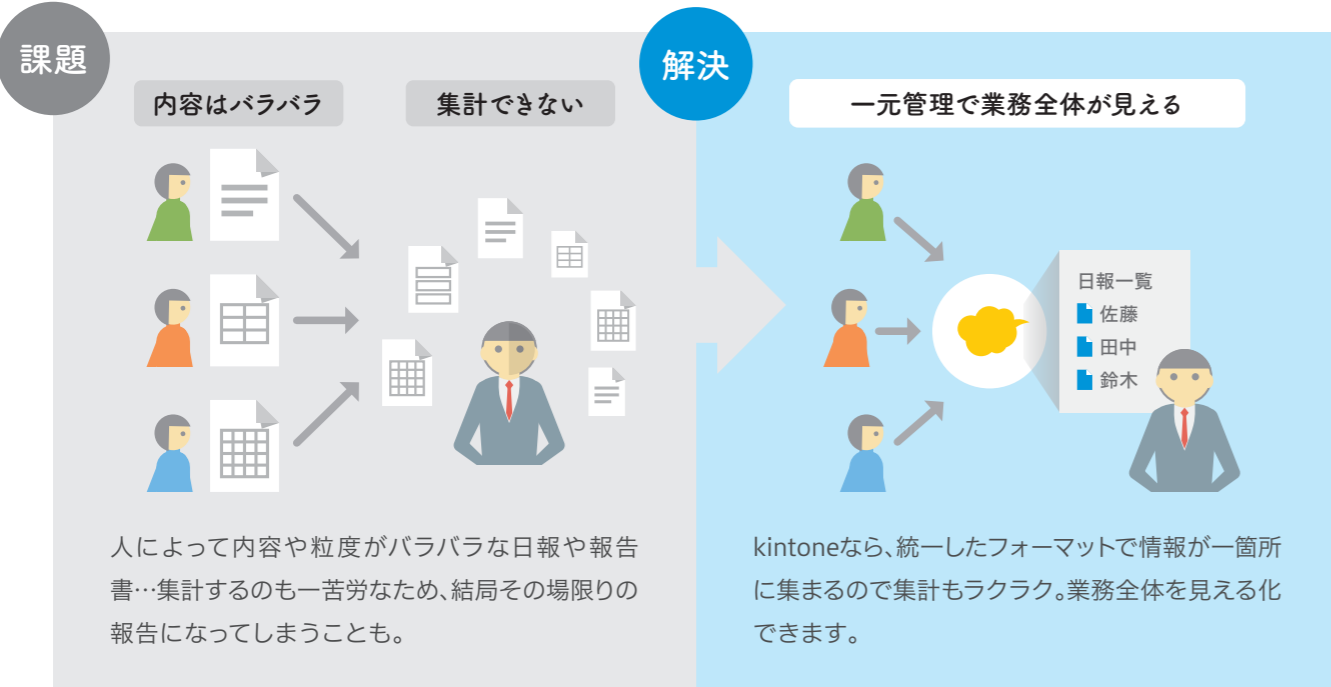 課題
内容はバラバラ
集計できない
人によって内容や粒度がバラバラな日報や報告
書…集計するのも一苦労なため、結局その場限りの
報告になってしまうことも。
解決
一元管理で業務全体が見える
日報一覧
佐藤
田中
鈴木
kintoneなら、統一したフォーマットで情報が一箇所
に集まるので集計もラクラク。業務全体を見える化
できます。